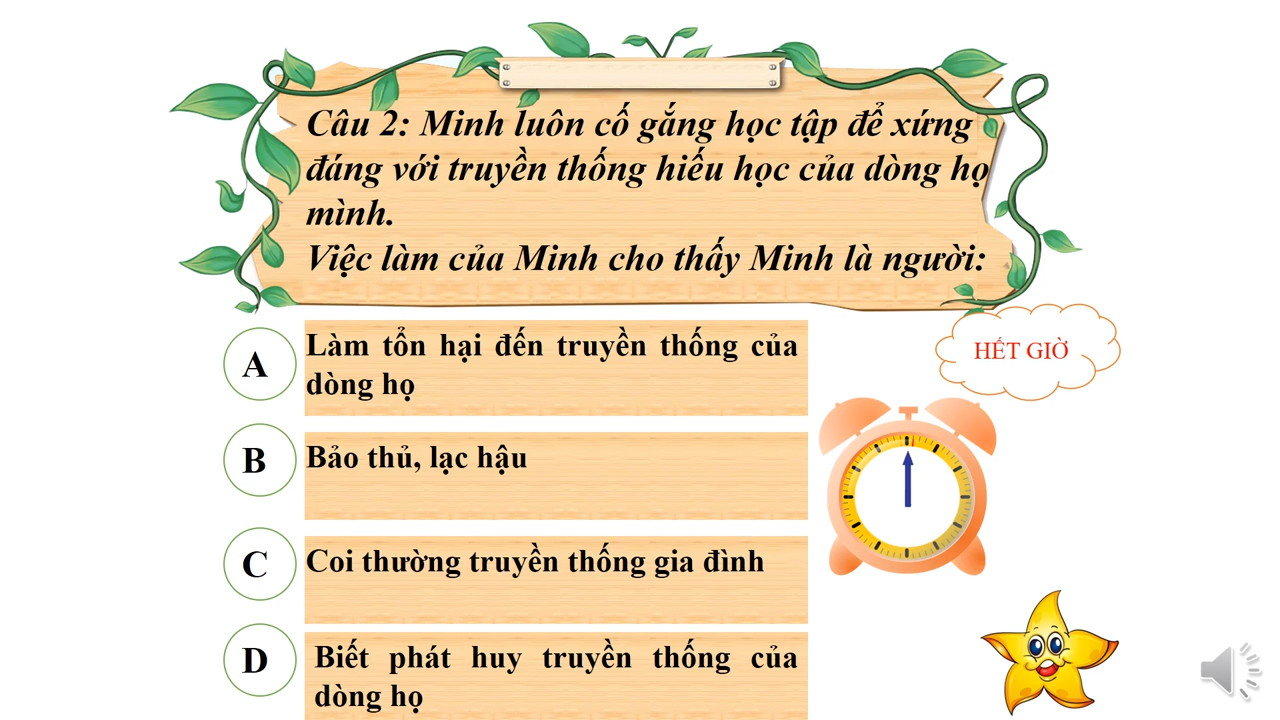 Câu 2: Minh luôn cố gắng học tập để xứng
đáng với truyền thống hiếu học của dòng họ
mình.
Việc làm của Minh cho thấy Minh là người:
A
Làm tổn hại đến truyền thống của
dòng họ
HẾT GIỜ
B
Bảo thủ, lạc hậu
C
Coi thường truyền thống gia đình
D
Biết phát huy truyền thống của
dòng họ